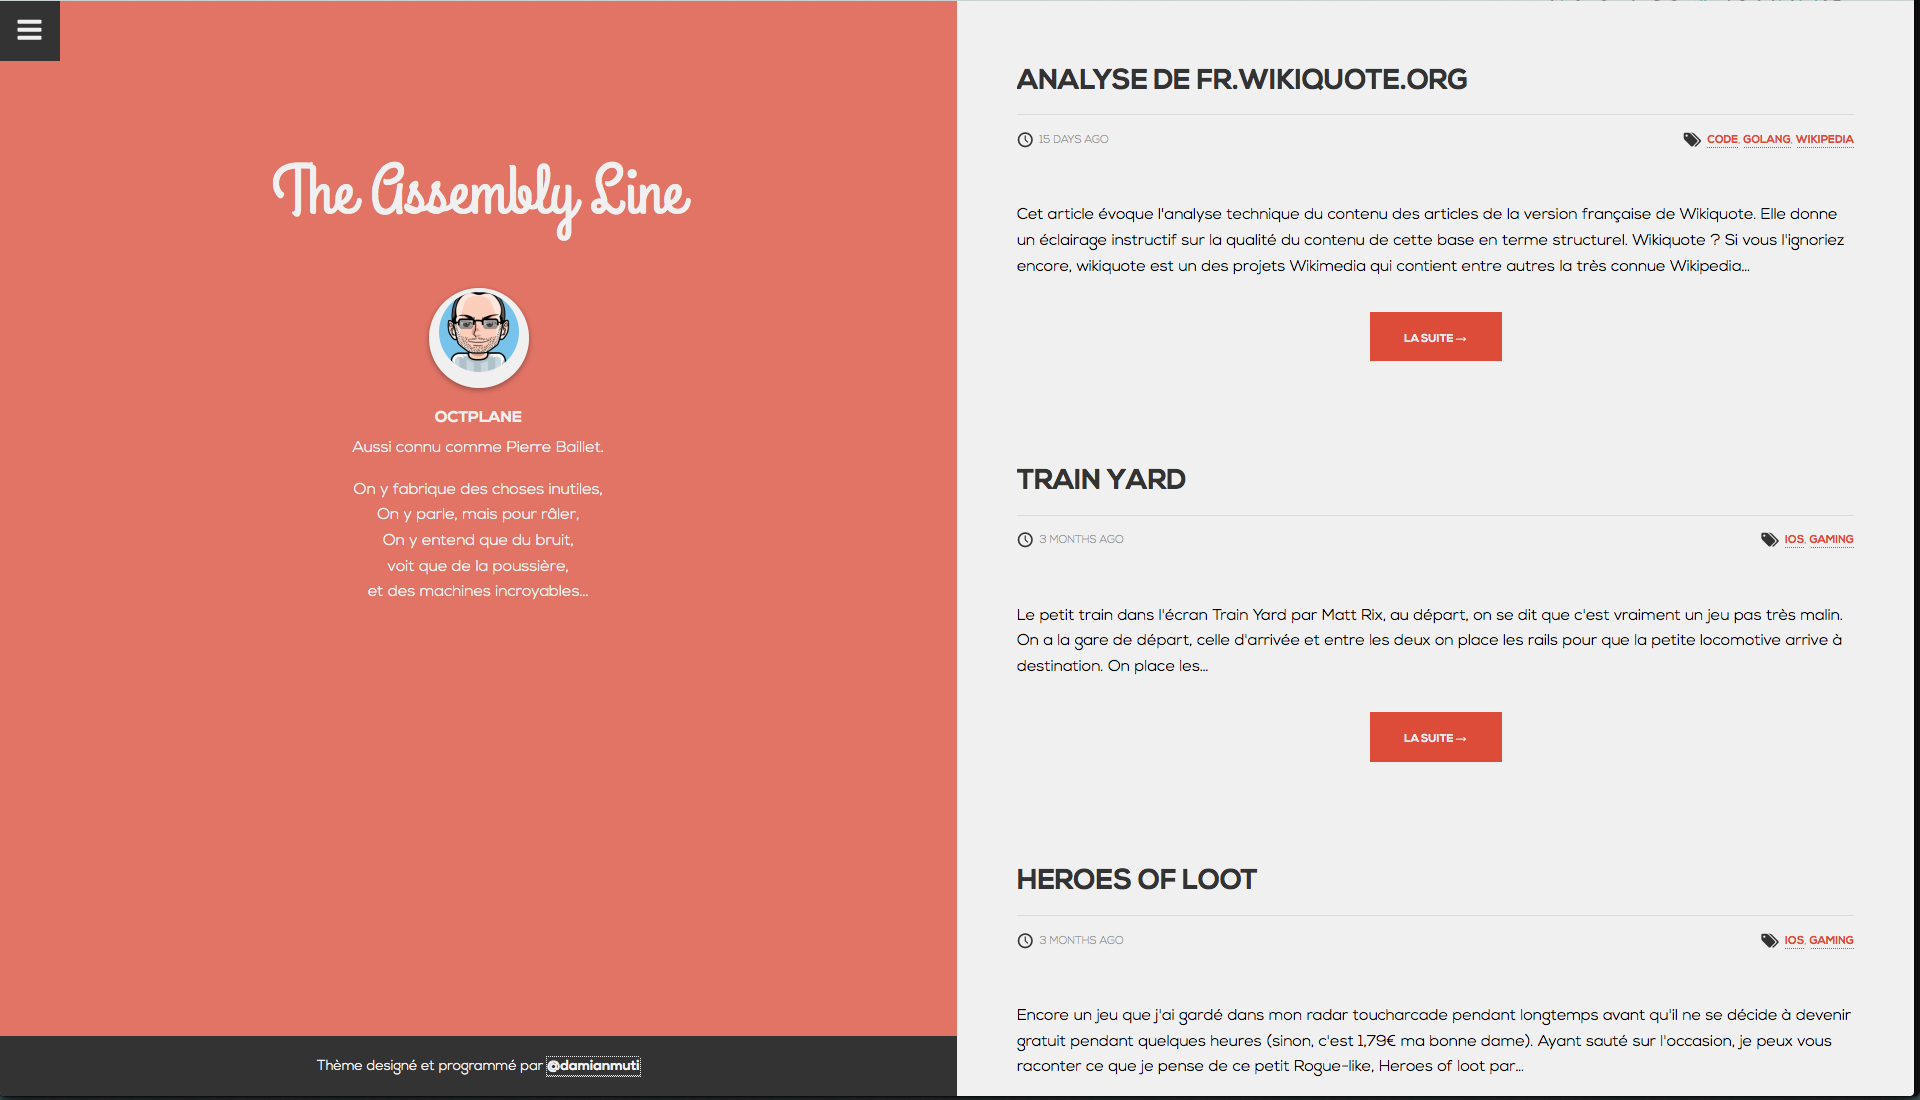 The Assembly Line
OCTPLANE
Aussi connu comme Pierre Baillet.
On y fabrique des choses inutiles,
On y parle, mais pour râler,
On y entend que du bruit,
voit que de la poussière,
et des machines incroyables...
Thème designé et programmé par @damianmuti
ANALYSE DE FR.WIKIQUOTE.ORG
15 DAYS AGO
CODE, GOLANG, WIKIPEDIA
Cet article évoque l'analyse technique du contenu des articles de la version française de Wikiquote. Elle donne
un éclairage instructif sur la qualité du contenu de cette base en terme structurel. Wikiquote ? Si vous l'ignoriez
encore, wikiquote est un des projets Wikimedia qui contient entre autres la très connue Wikipedia...
LA SUITE →
TRAIN YARD
3 MONTHS AGO
IOS, GAMING
Le petit train dans l'écran Train Yard par Matt Rix, au départ, on se dit que c'est vraiment un jeu pas très malin.
On a la gare de départ, celle d'arrivée et entre les deux on place les rails pour que la petite locomotive arrive à
destination. On place les...
LA SUITE →
HEROES OF LOOT
3 MONTHS AGO
IOS, GAMING
Encore un jeu que j'ai gardé dans mon radar toucharcade pendant longtemps avant qu'il ne se décide à devenir
gratuit pendant quelques heures (sinon, c'est 1,79€ ma bonne dame). Ayant sauté sur l'occasion, je peux vous
raconter ce que je pense de ce petit Rogue-like, Heroes of loot par...